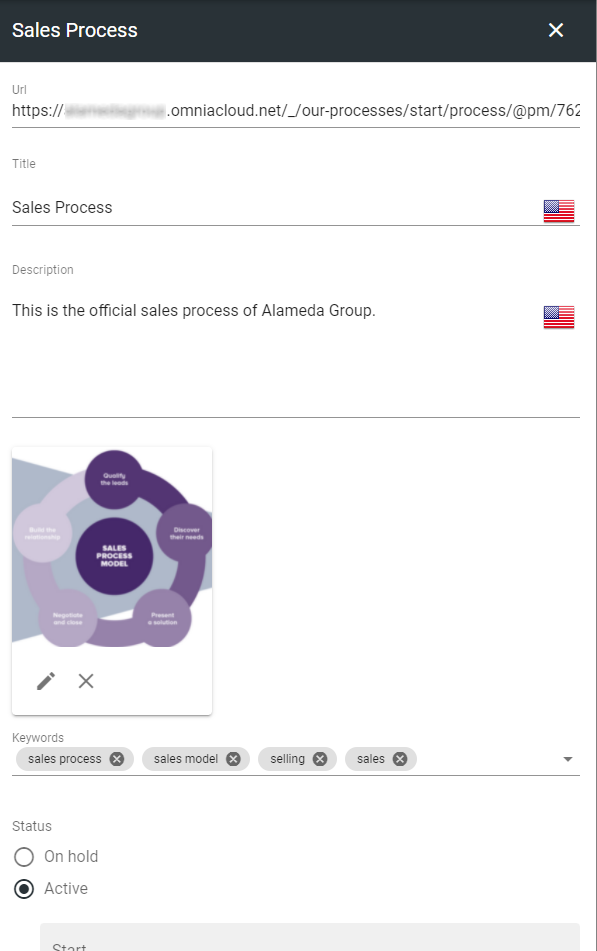 Sales Process
Url
https://.omniacloud.net/_/our-processes/start/process/@pm/762
Title
Sales Process
Description
This is the official sales process of Alameda Group.
Qualify
the leads
Build the
relationship
Discover
their needs
SALES
PROCESS
MODEL
Negotiate
and close
Present
a solution
Keywords
sales process
sales model
selling
sales
Status
On hold
Active
Start